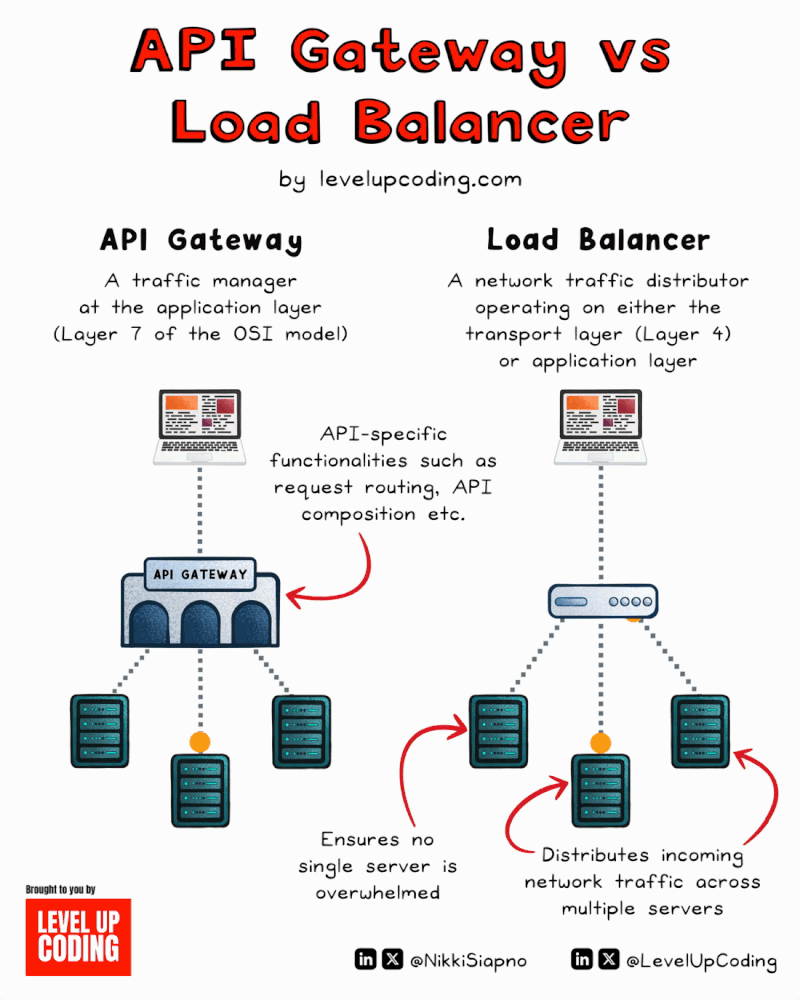 API Gateway vs
Load Balancer
by levelupcoding.com
API Gateway
A traffic manager
at the application layer
(Layer 7 of the OSI model)
Load Balancer
A network traffic distributor
operating on either the
transport layer (Layer 4)
or application layer
API-specific
functionalities such as
request routing, API
composition etc.
API GATEWAY
Ensures no
single server is
overwhelmed
Distributes incoming
network traffic across
multiple servers
Brought to you by
LEVEL UP
CODING
in X @NikkiSiapno
in X @LevelUpCoding